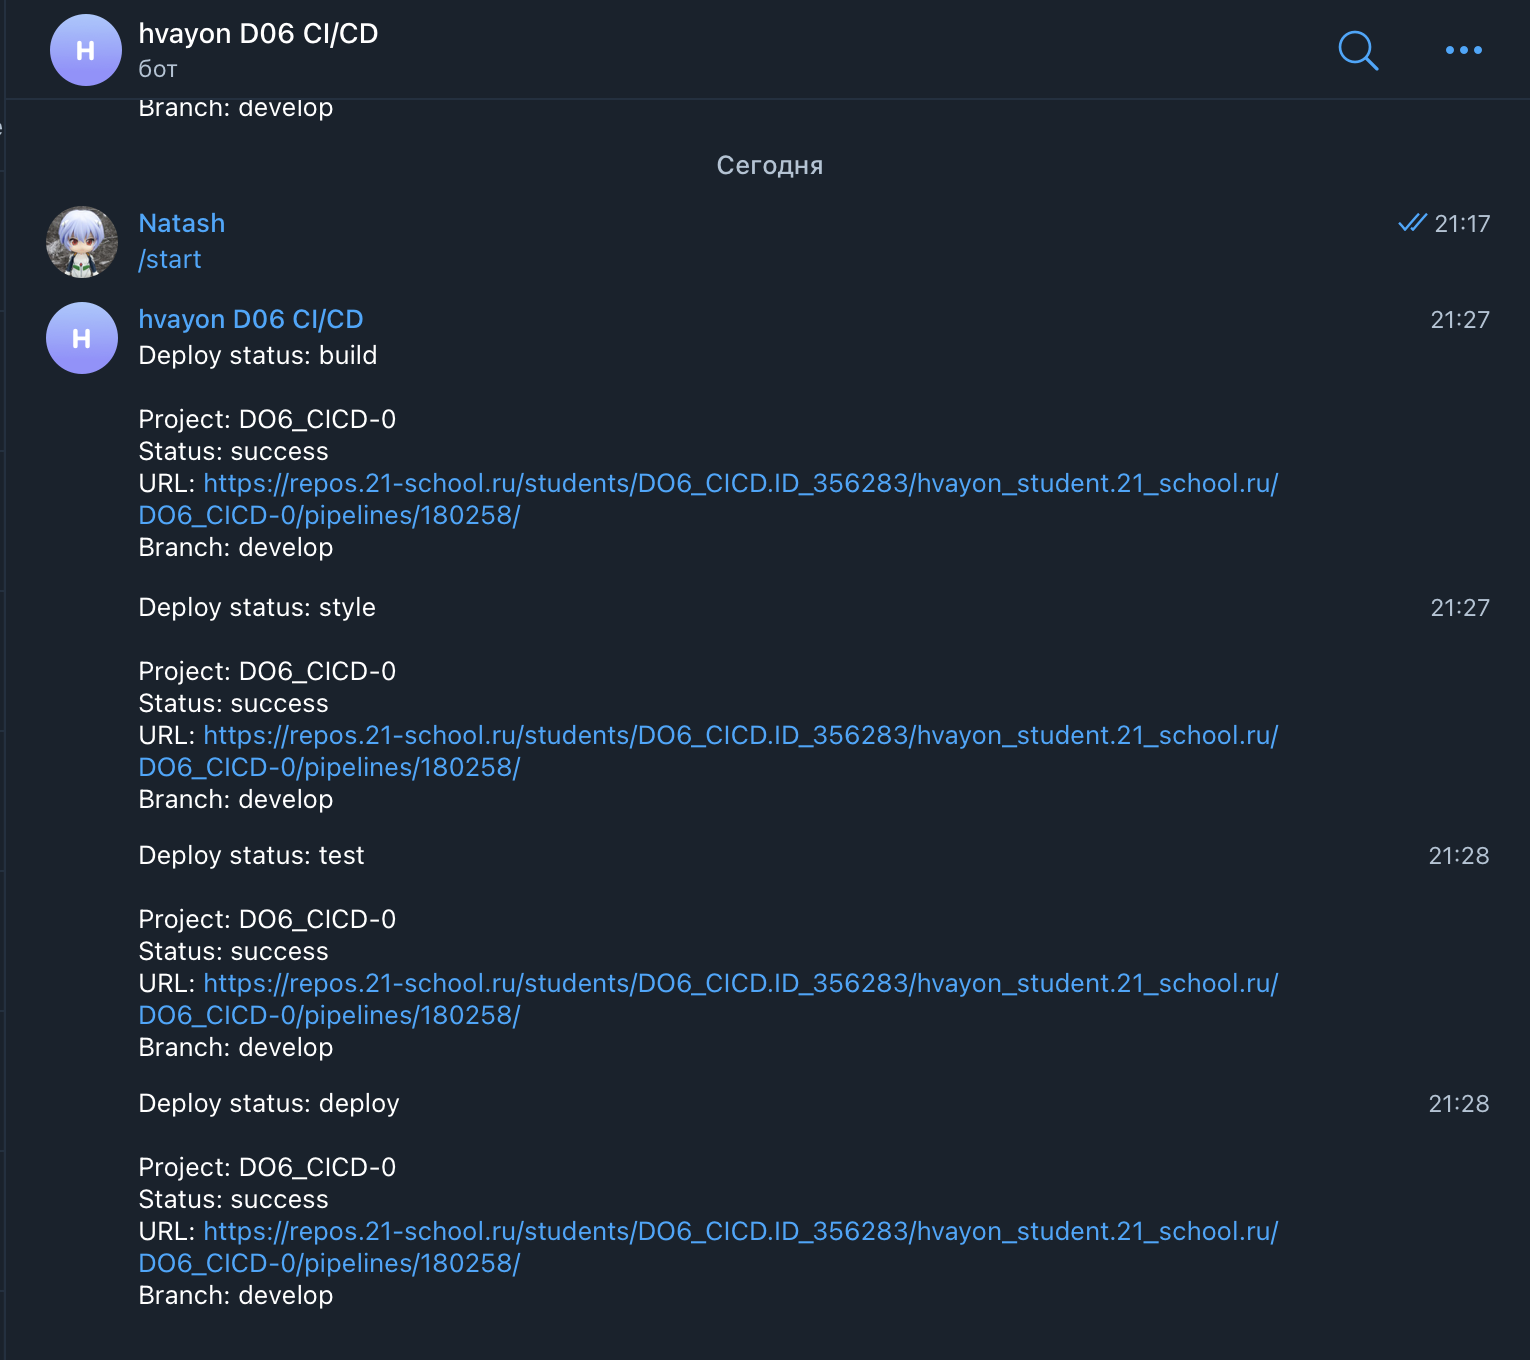 H
hvayon D06 CI/CD
бот
Branch: develop
Сегодня
Natash
21:17
/start
H
hvayon D06 CI/CD
21:27
Deploy status: build
Project: DO6_CICD-0
Status: success
URL: https://repos.21-school.ru/students/DO6_CICD.ID_356283/hvayon_student.21_school.ru/
DO6_CICD-0/pipelines/180258/
Branch: develop
Deploy status: style
21:27
Project: DO6_CICD-0
Status: success
URL: https://repos.21-school.ru/students/DO6_CICD.ID_356283/hvayon_student.21_school.ru/
DO6_CICD-0/pipelines/180258/
Branch: develop
Deploy status: test
21:28
Project: DO6_CICD-0
Status: success
URL: https://repos.21-school.ru/students/DO6_CICD.ID_356283/hvayon_student.21_school.ru/
DO6_CICD-0/pipelines/180258/
Branch: develop
Deploy status: deploy
21:28
Project: DO6_CICD-0
Status: success
URL: https://repos.21-school.ru/students/DO6_CICD.ID_356283/hvayon_student.21_school.ru/
DO6_CICD-0/pipelines/180258/
Branch: develop